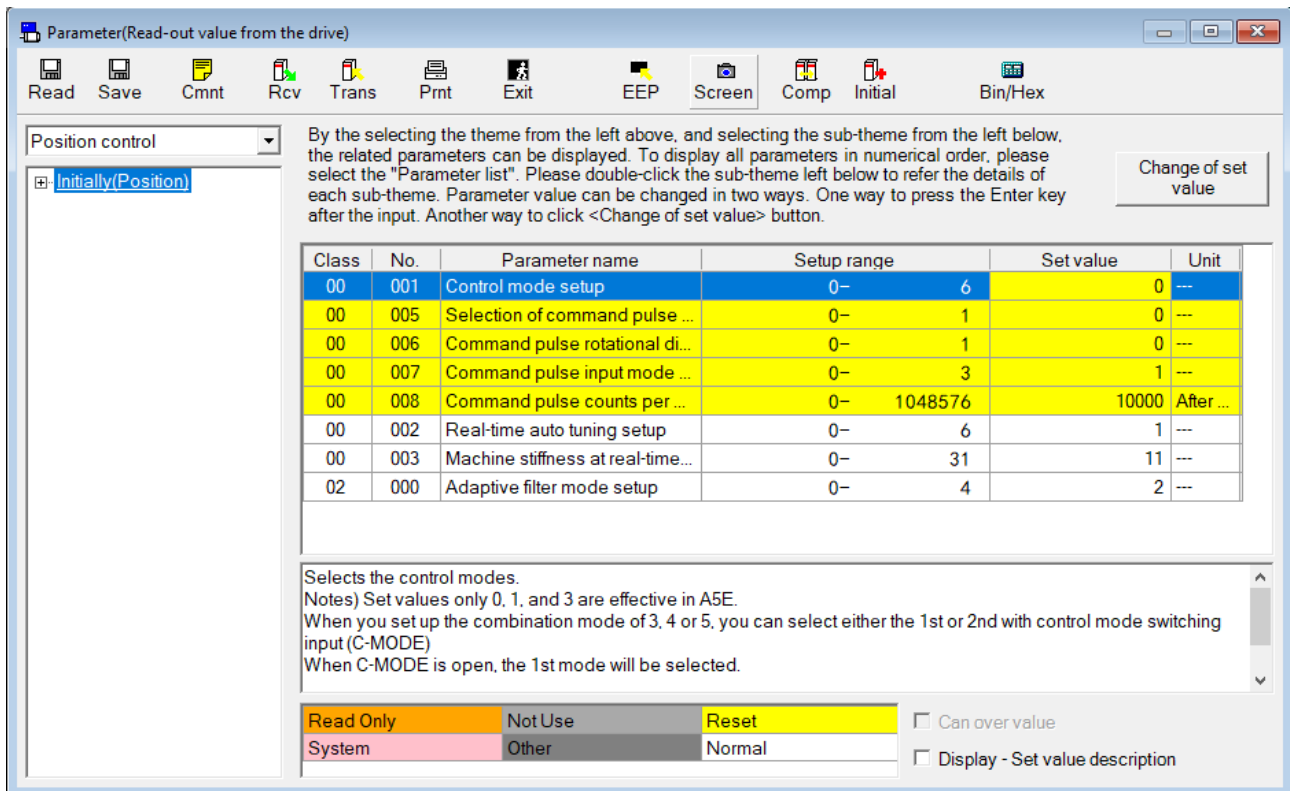 Parameter(Read-out value from the drive)
Read Save Cmnt Rcv Trans Prnt Exit EEP Screen Comp Initial Bin/Hex
Position control
Initially(Position)
By the selecting the theme from the left above, and selecting the sub-theme from the left below,
the related parameters can be displayed. To display all parameters in numerical order, please
select the "Parameter list". Please double-click the sub-theme left below to refer the details of
each sub-theme. Parameter value can be changed in two ways. One way to press the Enter key
after the input. Another way to click <Change of set value> button.
Change of set
value
Class No. Parameter name Setup range Set value Unit
00 001 Control mode setup 0- 6 0 ---
00 005 Selection of command pulse ... 0- 1 0 ---
00 006 Command pulse rotational di... 0- 1 0 ---
00 007 Command pulse input mode ... 0- 3 1 ---
00 008 Command pulse counts per ... 0- 1048576 10000 After ...
00 002 Real-time auto tuning setup 0- 6 1 ---
00 003 Machine stiffness at real-time... 0- 31 11 ---
02 000 Adaptive filter mode setup 0- 4 2 ---
Selects the control modes.
Notes) Set values only 0, 1, and 3 are effective in A5E.
When you set up the combination mode of 3, 4 or 5, you can select either the 1st or 2nd with control mode switching
input (C-MODE)
When C-MODE is open, the 1st mode will be selected.
Read Only Not Use Reset
System Other Normal
Can over value
Display - Set value description